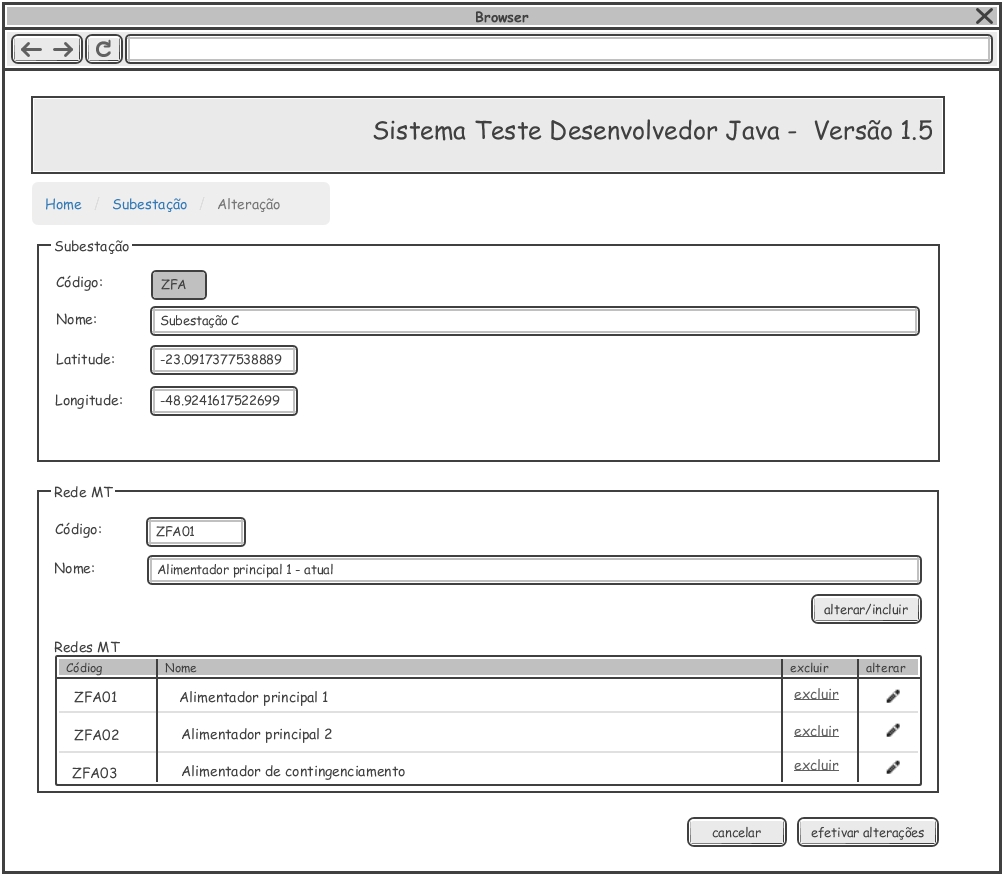 Browser
Sistema Teste Desenvolvedor Java - Versão 1.5
Home / Subestação / Alteração
Subestação
Código: ZFA
Nome: Subestação C
Latitude: -23.0917377538889
Longitude: -48.9241617522699
Rede MT
Código: ZFA01
Nome: Alimentador principal 1 - atual
alterar/incluir
Redes MT
Códiog Nome excluir alterar
ZFA01 Alimentador principal 1 excluir
ZFA02 Alimentador principal 2 excluir
ZFA03 Alimentador de contingenciamento excluir
cancelar efetivar alterações